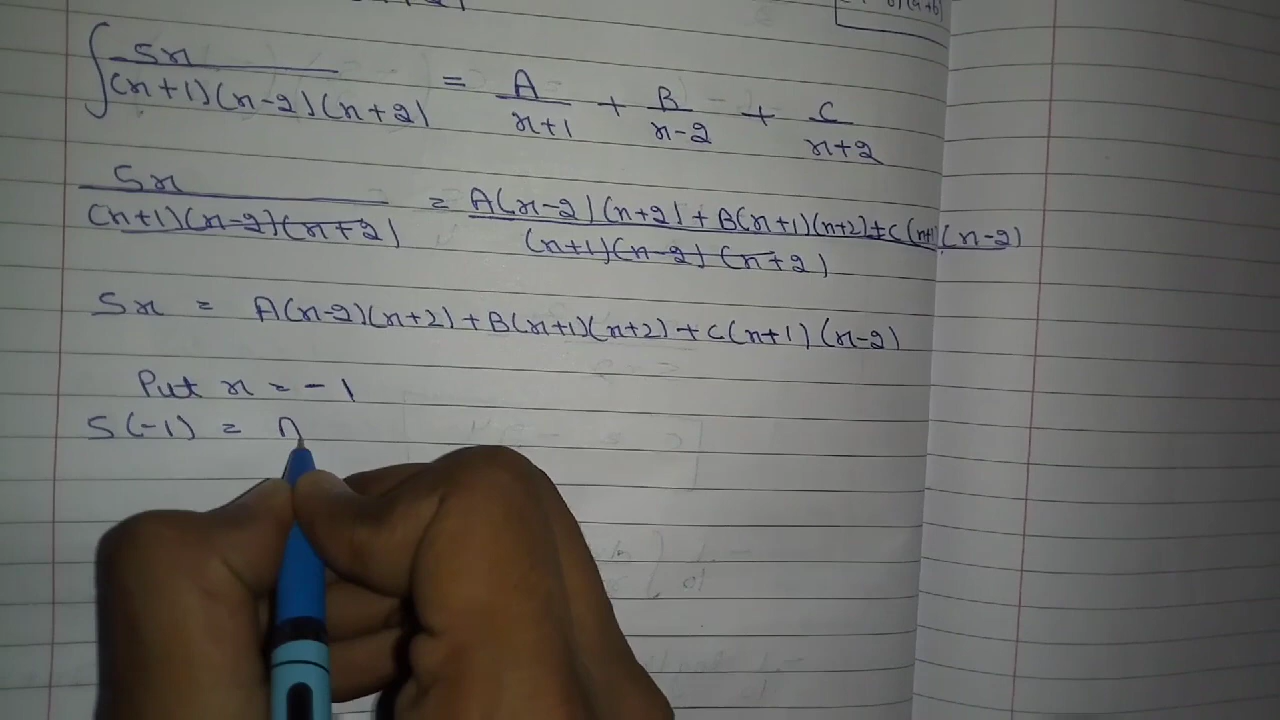 ∫ 5x / (x+1)(x-2)(x+2) = A / x+1 + B / x-2 + C / x+2
5x / (x+1)(x-2)(x+2) = A(x-2)(x+2) + B(x+1)(x+2) + C(x+1)(x-2) / (x+1)(x-2)(x+2)
5x = A(x-2)(x+2) + B(x+1)(x+2) + C(x+1)(x-2)
Put x = -1
5(-1) =